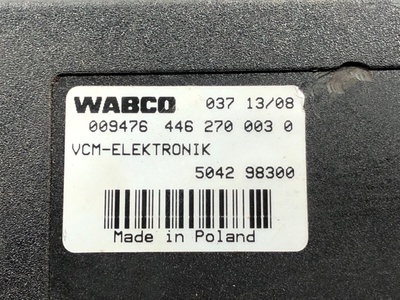 WABCO 037 13/08
009476 446 270 003 0
VCM-ELEKTRONIK
5042 98300
Made in Poland